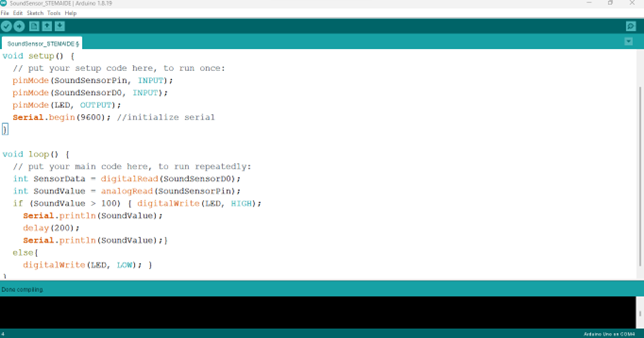 SoundSensor_STEMAIDE | Arduino 1.8.19
File Edit Sketch Tools Help
SoundSensor_STEMAIDE §
void setup() {
// put your setup code here, to run once:
pinMode(SoundSensorPin, INPUT);
pinMode(SoundSensorD0, INPUT);
pinMode(LED, OUTPUT);
Serial.begin(9600); //initialize serial
}
void loop() {
// put your main code here, to run repeatedly:
int SensorData = digitalRead(SoundSensorD0);
int SoundValue = analogRead(SoundSensorPin);
if (SoundValue > 100) { digitalWrite(LED, HIGH);
Serial.println(SoundValue);
delay(200);
Serial.println(SoundValue);}
else{
digitalWrite(LED, LOW); }
}
Done compiling.
4 Arduino Uno on COM4